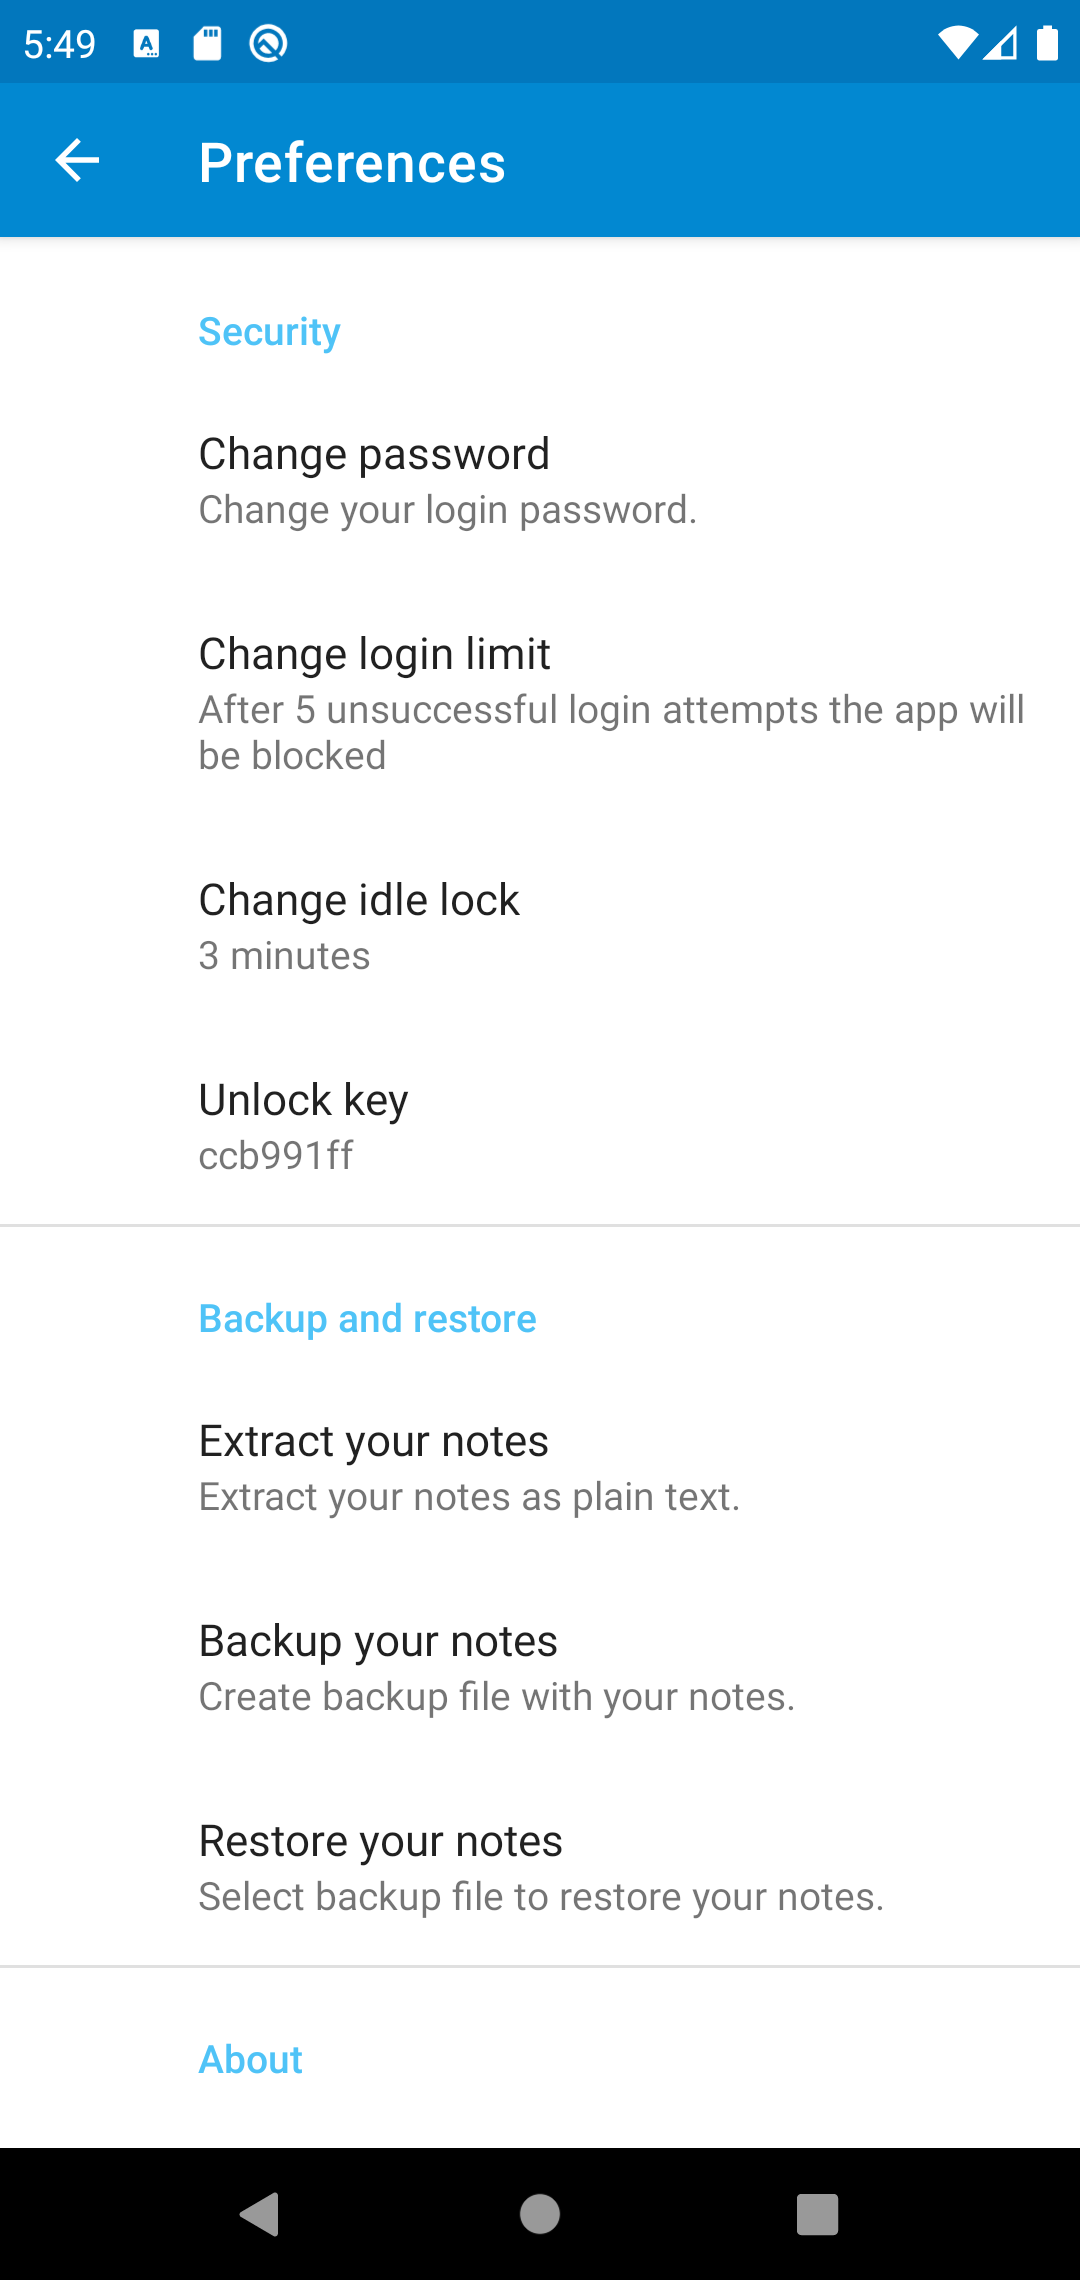 5:49
Preferences
Security
Change password
Change your login password.
Change login limit
After 5 unsuccessful login attempts the app will
be blocked
Change idle lock
3 minutes
Unlock key
ccb991ff
Backup and restore
Extract your notes
Extract your notes as plain text.
Backup your notes
Create backup file with your notes.
Restore your notes
Select backup file to restore your notes.
About